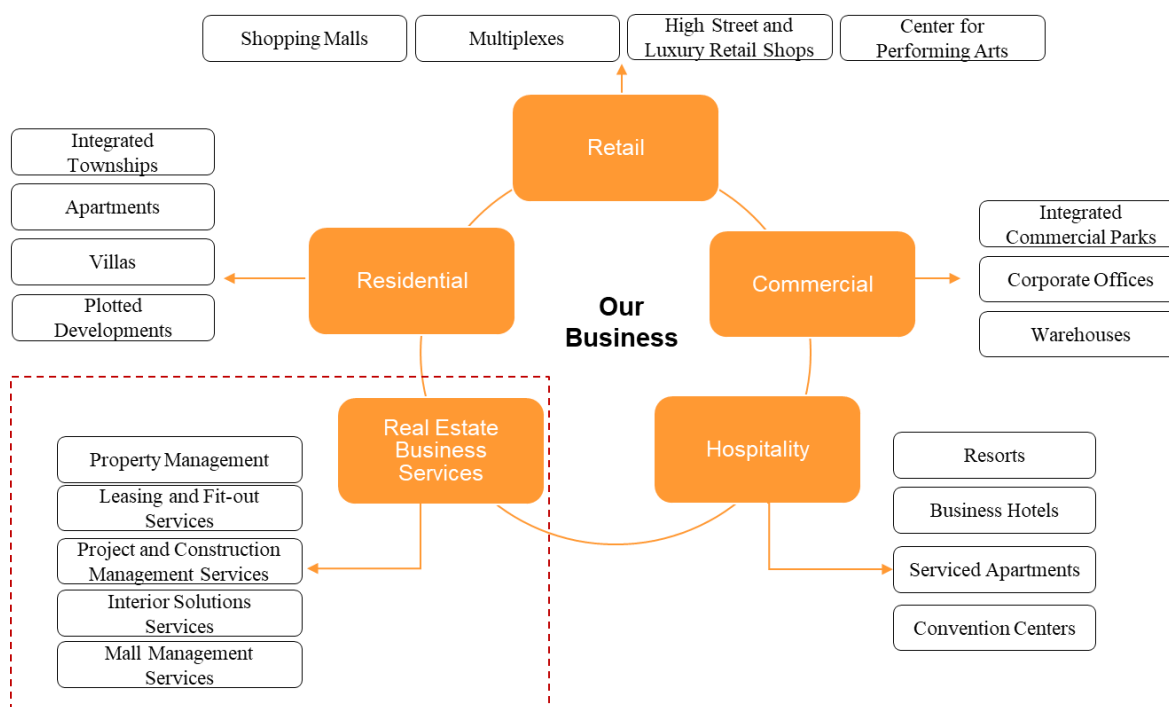 Shopping Malls
Multiplexes
High Street and
Luxury Retail Shops
Center for
Performing Arts
Retail
Integrated
Townships
Apartments
Villas
Plotted
Developments
Residential
Our
Business
Commercial
Integrated
Commercial Parks
Corporate Offices
Warehouses
Real Estate
Business
Services
Property Management
Leasing and Fit-out
Services
Project and Construction
Management Services
Interior Solutions
Services
Mall Management
Services
Hospitality
Resorts
Business Hotels
Serviced Apartments
Convention Centers